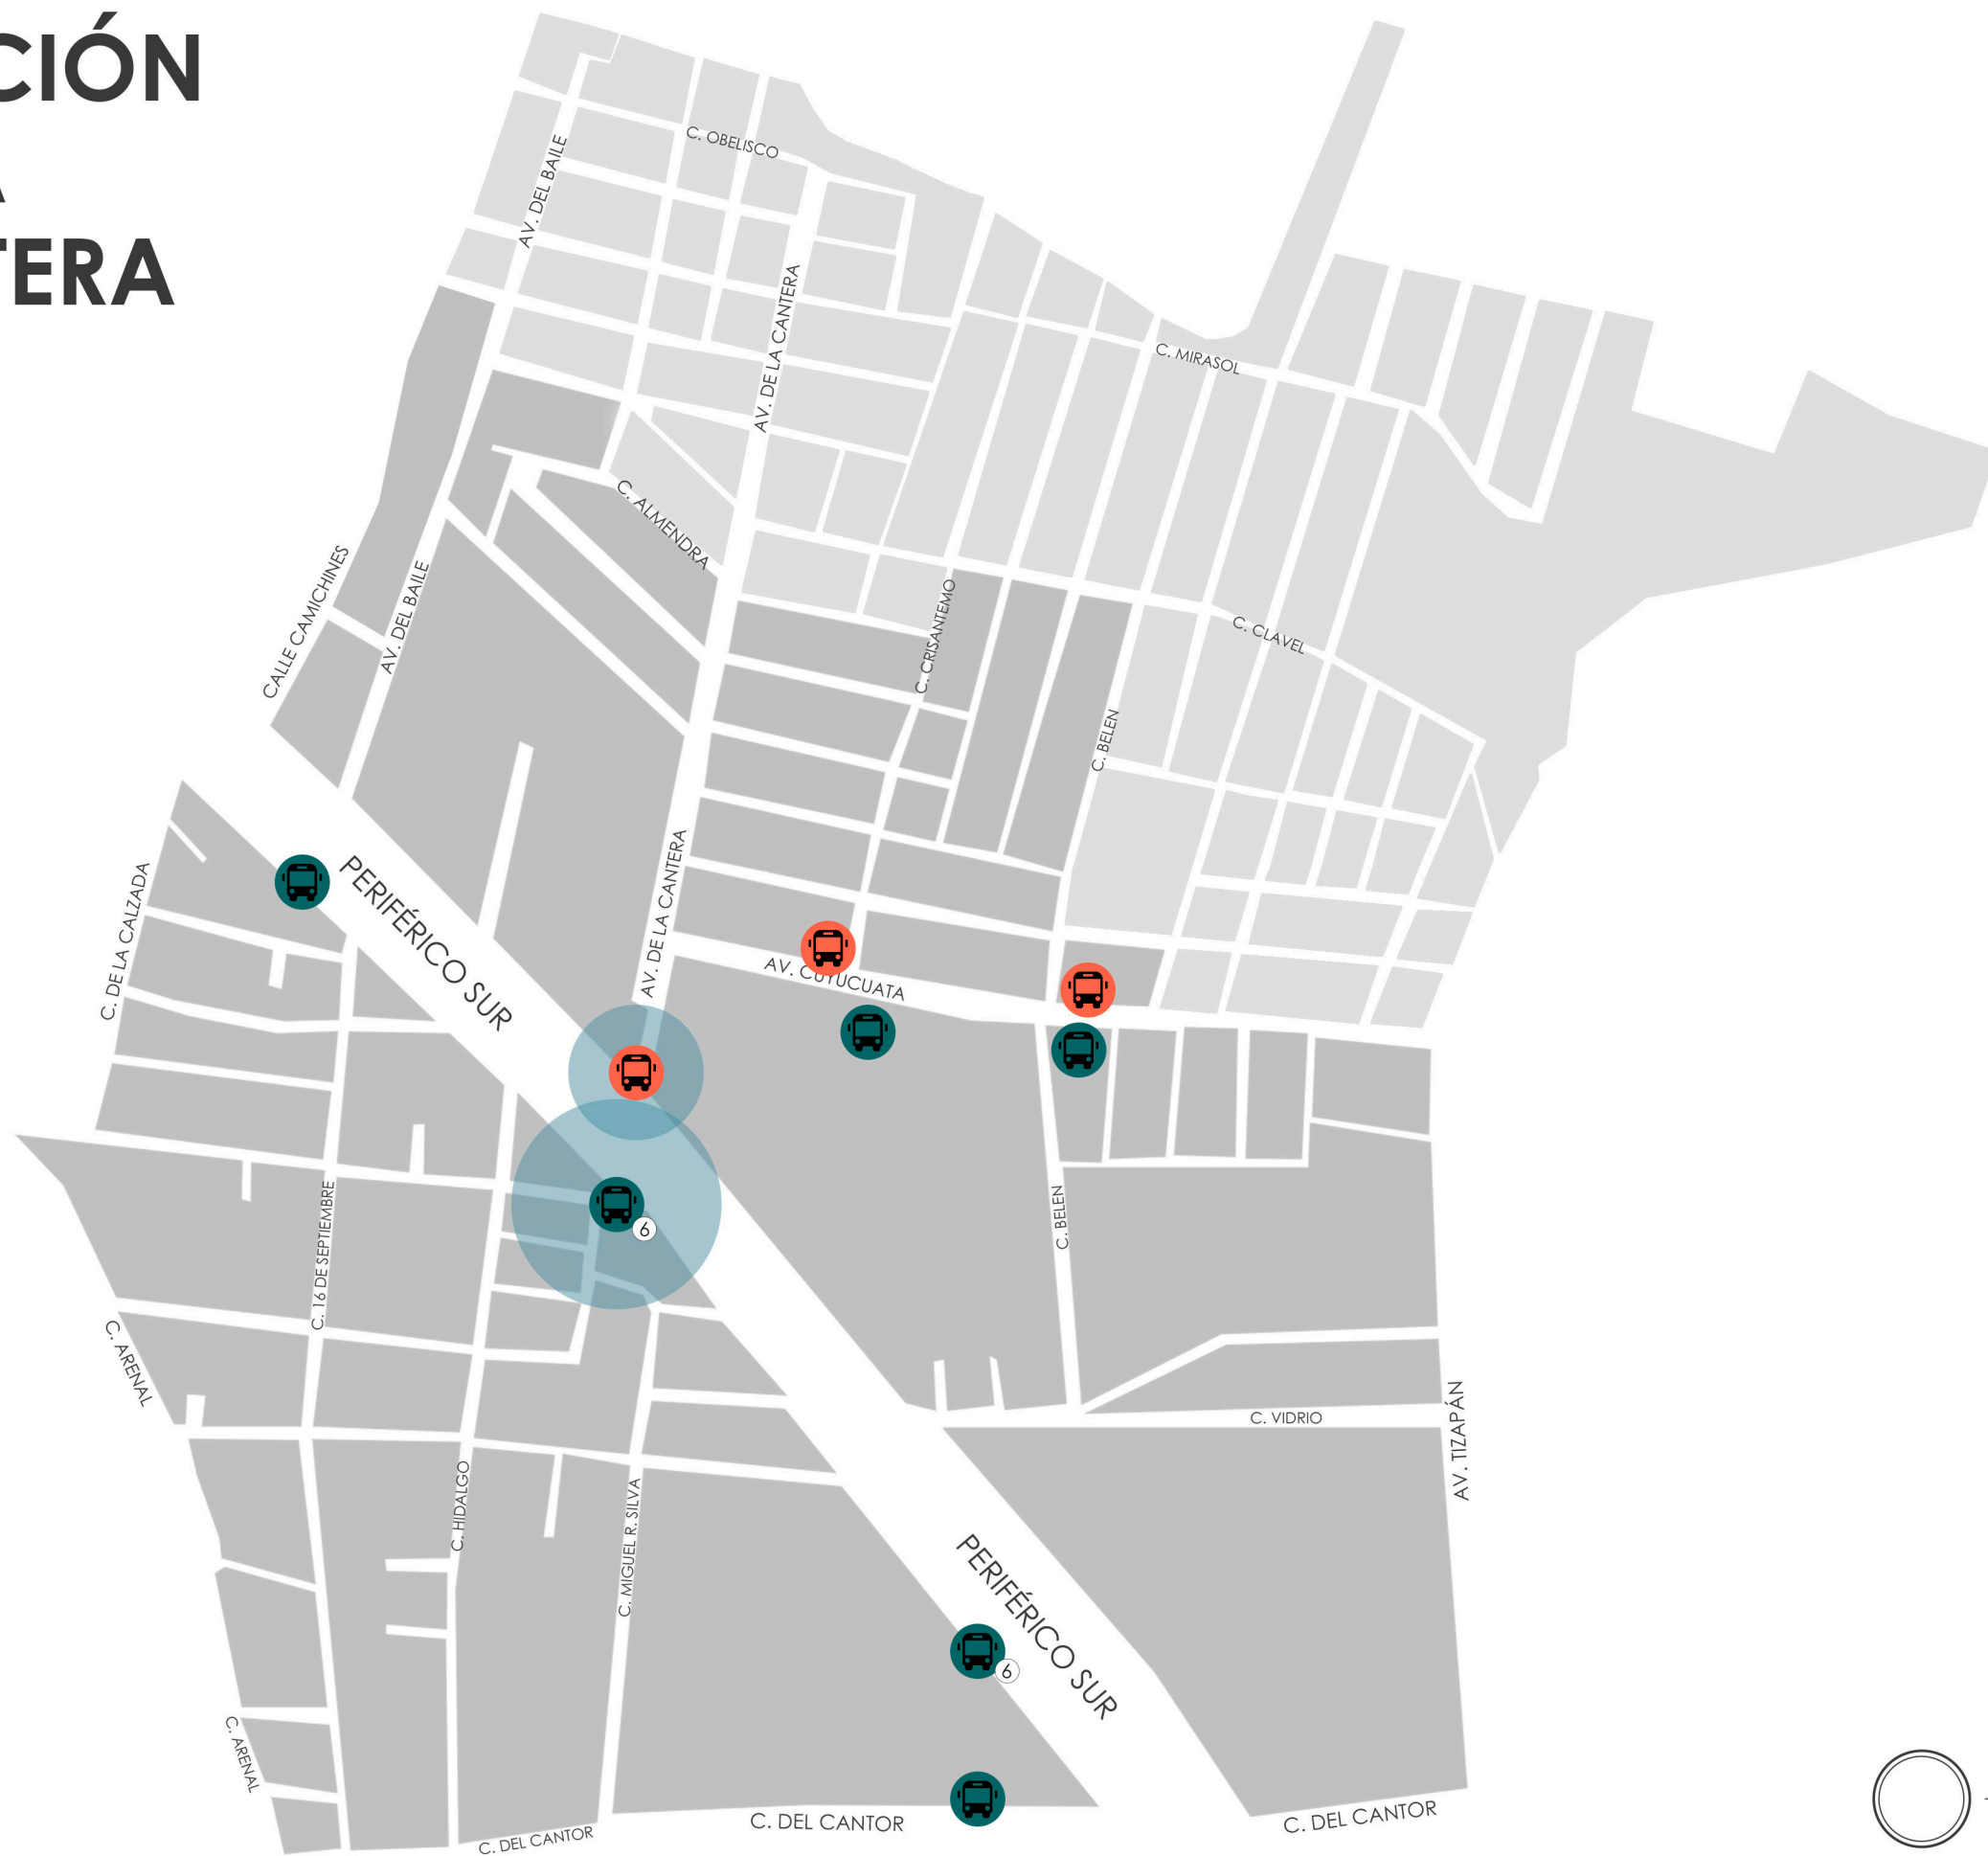 CIÓN
A
TERA
C. OBELISCO
AV. DEL BAILE
AV. DE LA CANTERA
C. MIRASOL
C. ALMENDRA
CALLE CAMICHINES
AV. DEL BAILE
C. CRISANTEMO
C. CLAVEL
C. BELEN
PERIFÉRICO SUR
C. DE LA CALZADA
AV. DE LA CANTERA
AV. CUYUCUATA
C. 16 DE SEPTIEMBRE
6
C. BELEN
C. ARENAL
C. VIDRIO
AV. TIZAPÁN
C. HIDALGO
C. MIGUEL R. SILVA
PERIFÉRICO SUR
6
C. ARENAL
C. DEL CANTOR
C. DEL CANTOR
C. DEL CANTOR